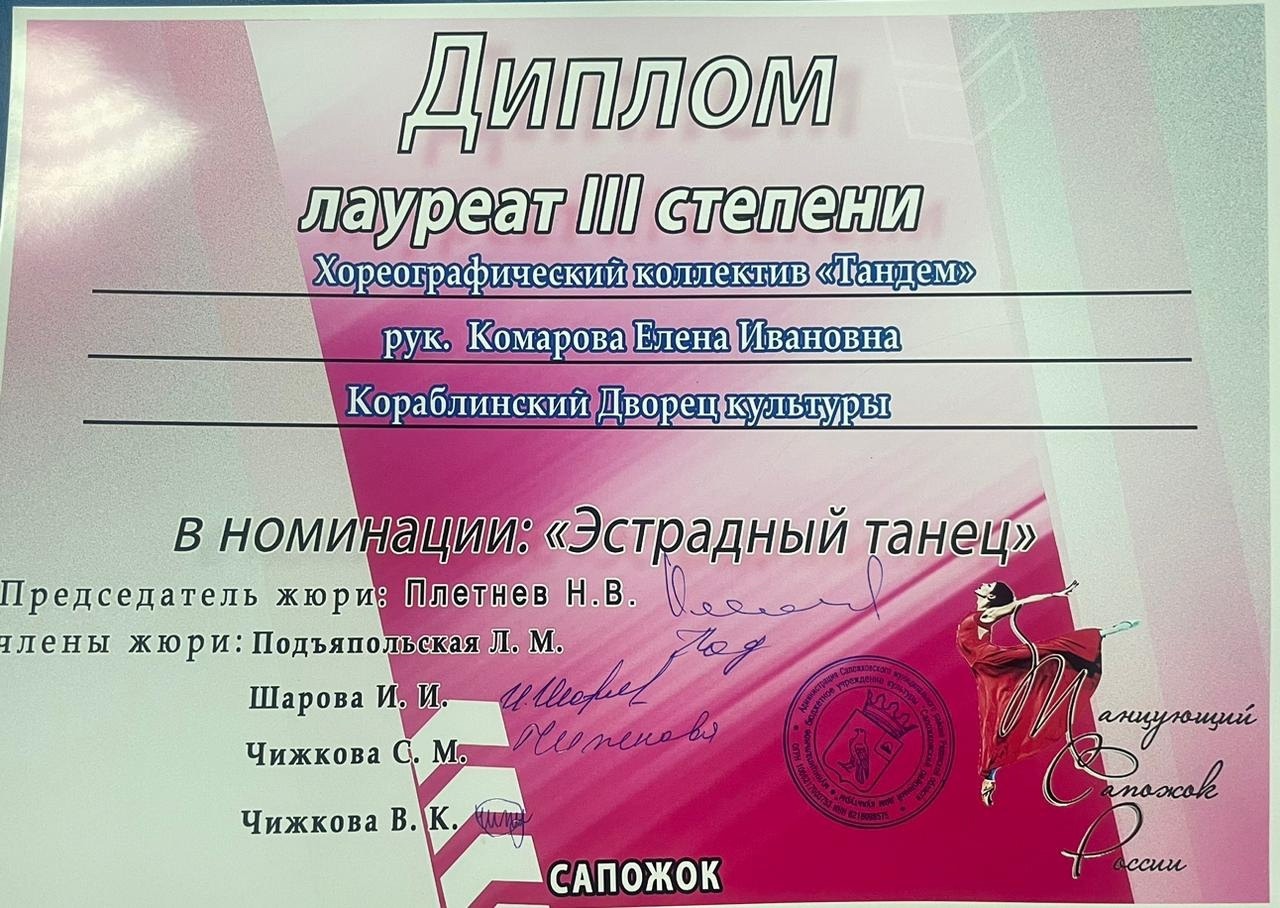 Диплом
лауреат III степени
Хореографический коллектив «Тандем»
рук. Комарова Елена Ивановна
Кораблинский Дворец культуры
в номинации: «Эстрадный танец»
Председатель жюри: Плетнев Н.В.
члены жюри: Подъяпольская Л. М.
Шарова И. И.
Чижкова С. М.
Чижкова В. К.
Танцующий
Сапожок
России
САПОЖОК